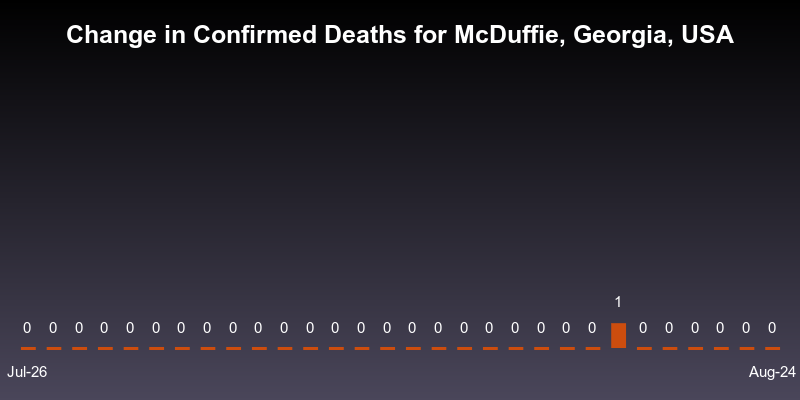 Change in Confirmed Deaths for McDuffie, Georgia, USA
1
0 0 0 0 0 0 0 0 0 0 0 0 0 0 0 0 0 0 0 0 0 0 0 0 0 0 0 0 0
Jul-26 Aug-24